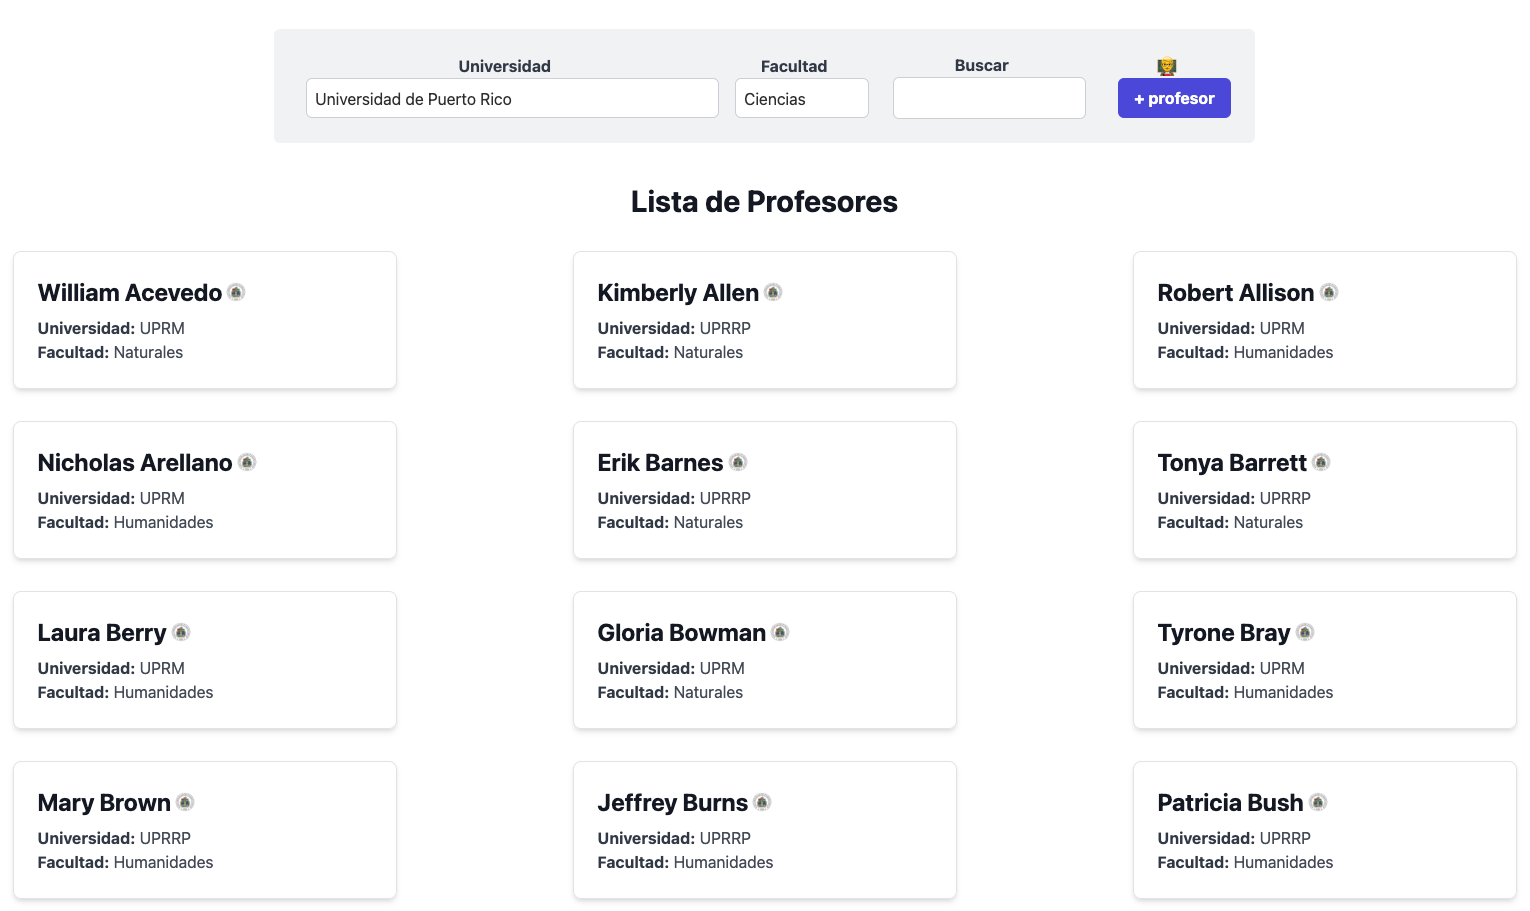 Universidad
Facultad
Buscar
Universidad de Puerto Rico
Ciencias
+ profesor
Lista de Profesores
William Acevedo
Universidad: UPRM
Facultad: Naturales
Kimberly Allen
Universidad: UPRRP
Facultad: Naturales
Robert Allison
Universidad: UPRM
Facultad: Humanidades
Nicholas Arellano
Universidad: UPRM
Facultad: Humanidades
Erik Barnes
Universidad: UPRRP
Facultad: Naturales
Tonya Barrett
Universidad: UPRRP
Facultad: Naturales
Laura Berry
Universidad: UPRM
Facultad: Humanidades
Gloria Bowman
Universidad: UPRM
Facultad: Naturales
Tyrone Bray
Universidad: UPRM
Facultad: Humanidades
Mary Brown
Universidad: UPRRP
Facultad: Humanidades
Jeffrey Burns
Universidad: UPRRP
Facultad: Humanidades
Patricia Bush
Universidad: UPRRP
Facultad: Humanidades